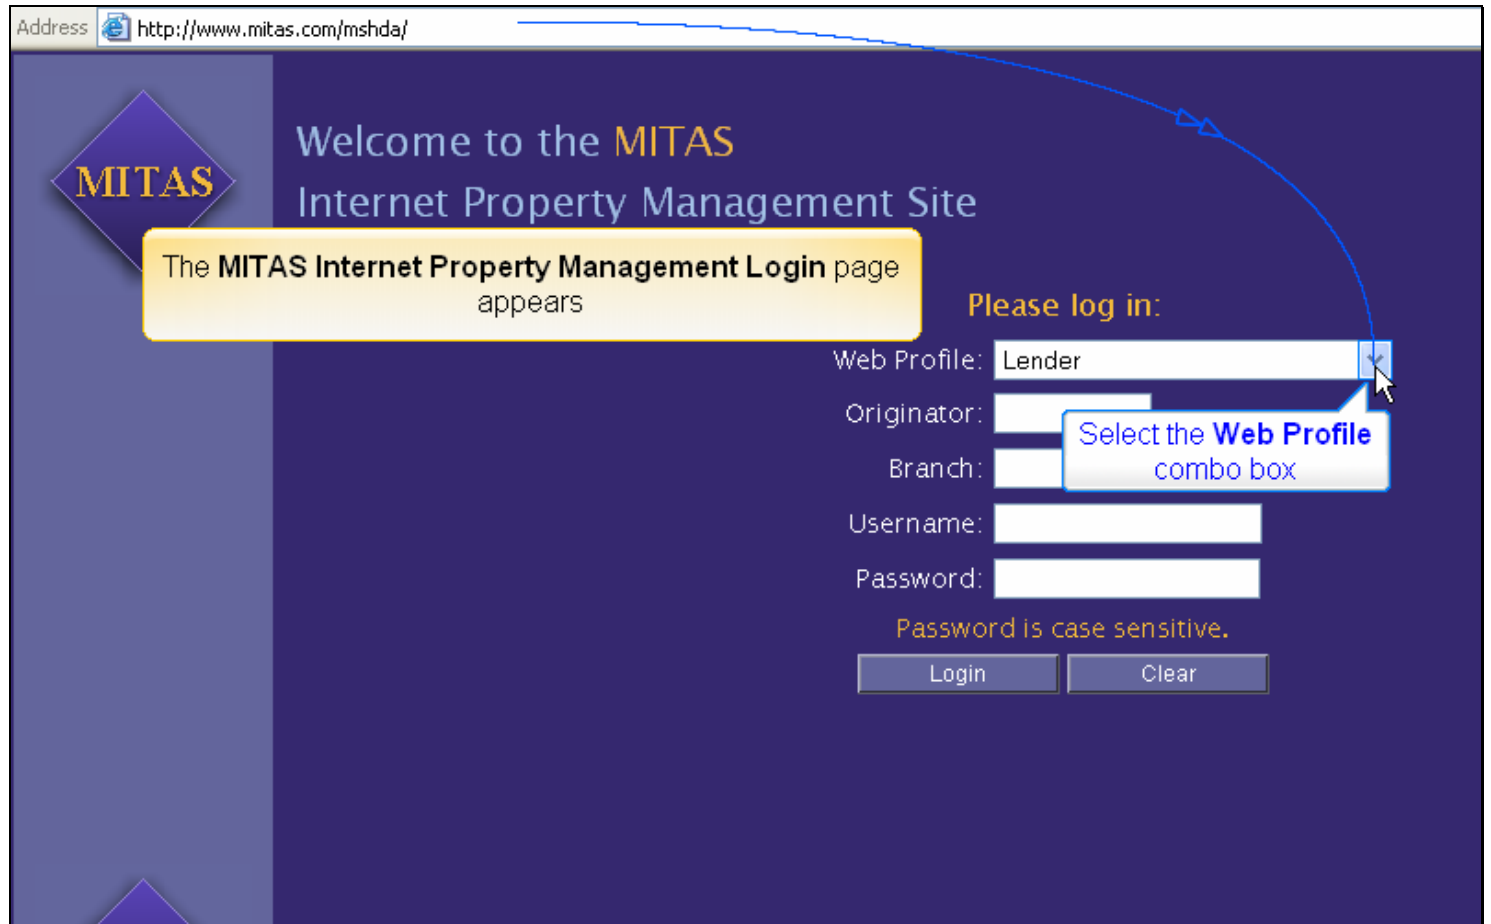 Address http://www.mitas.com/mshda/
MITAS
Welcome to the MITAS
Internet Property Management Site
The MITAS Internet Property Management Login page
appears
Please log in:
Web Profile: Lender
Originator:
Select the Web Profile
combo box
Branch:
Username:
Password:
Password is case sensitive.
Login Clear